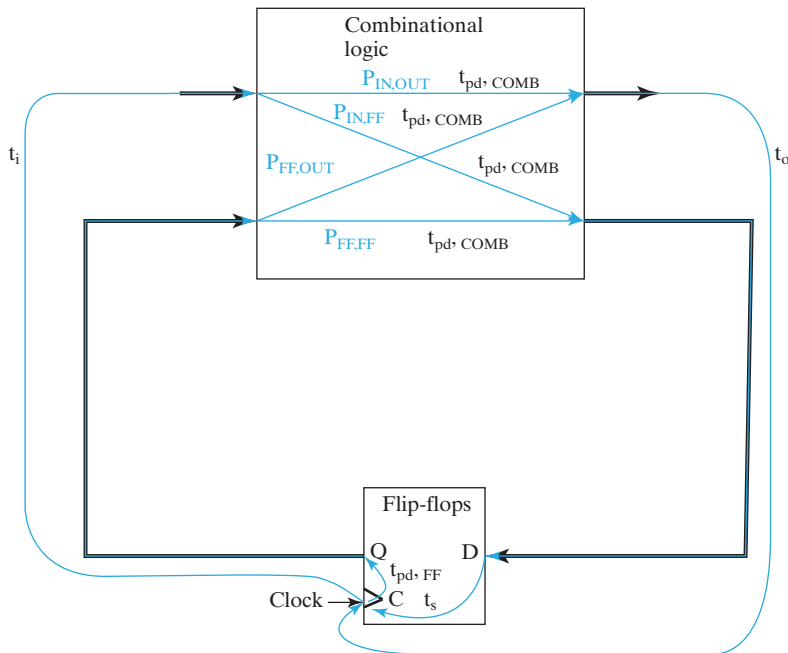 Combinational
logic
P_IN,OUT t_pd, COMB
P_IN,FF t_pd, COMB
t_i
t_o
P_FF,OUT t_pd, COMB
P_FF,FF t_pd, COMB
Flip-flops
Q D
t_pd, FF
Clock C t_s